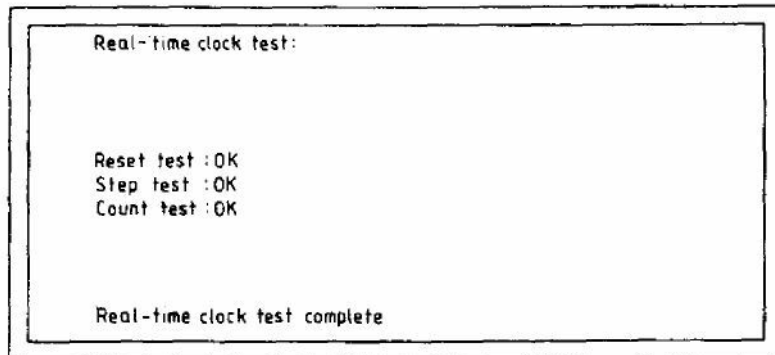 Real-time clock test:
Reset test :OK
Step test :OK
Count test :OK
Real-time clock test complete